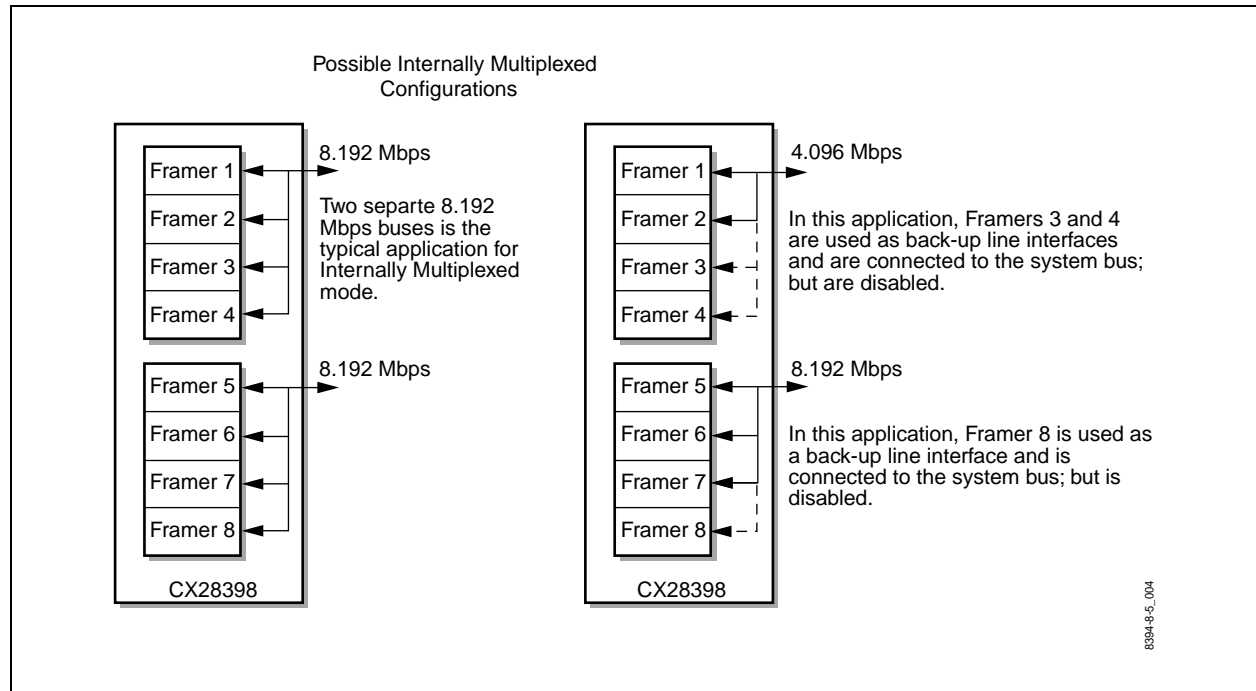 Possible Internally Multiplexed
Configurations
8.192 Mbps
Framer 1
Framer 2
Framer 3
Framer 4
Two separte 8.192
Mbps buses is the
typical application for
Internally Multiplexed
mode.
8.192 Mbps
Framer 5
Framer 6
Framer 7
Framer 8
CX28398
4.096 Mbps
Framer 1
Framer 2
Framer 3
Framer 4
In this application, Framers 3 and 4
are used as back-up line interfaces
and are connected to the system bus;
but are disabled.
8.192 Mbps
Framer 5
Framer 6
Framer 7
Framer 8
In this application, Framer 8 is used as
a back-up line interface and is
connected to the system bus; but is
disabled.
CX28398
8394-8-5_004